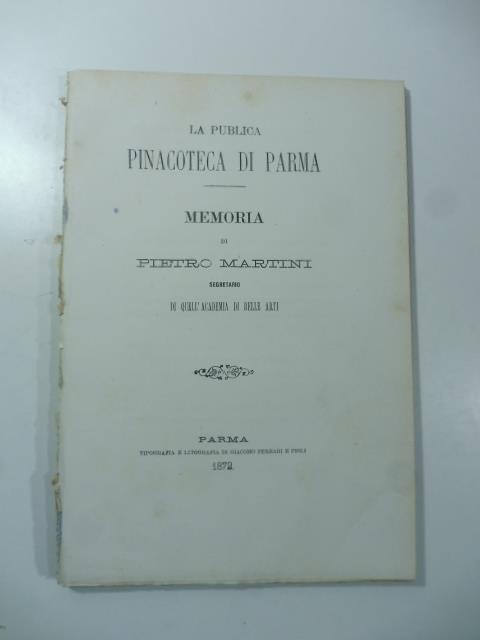 LA PUBLICA
PINACOTECA DI PARMA
MEMORIA
DI
PIETRO MARTINI
SEGRETARIO
DI QUELL'ACADEMIA DI BELLE ARTI
PARMA
TIPOGRAFIA E LITOGRAFIA DI GIACOMO FERRARI E FIGLI
1872.